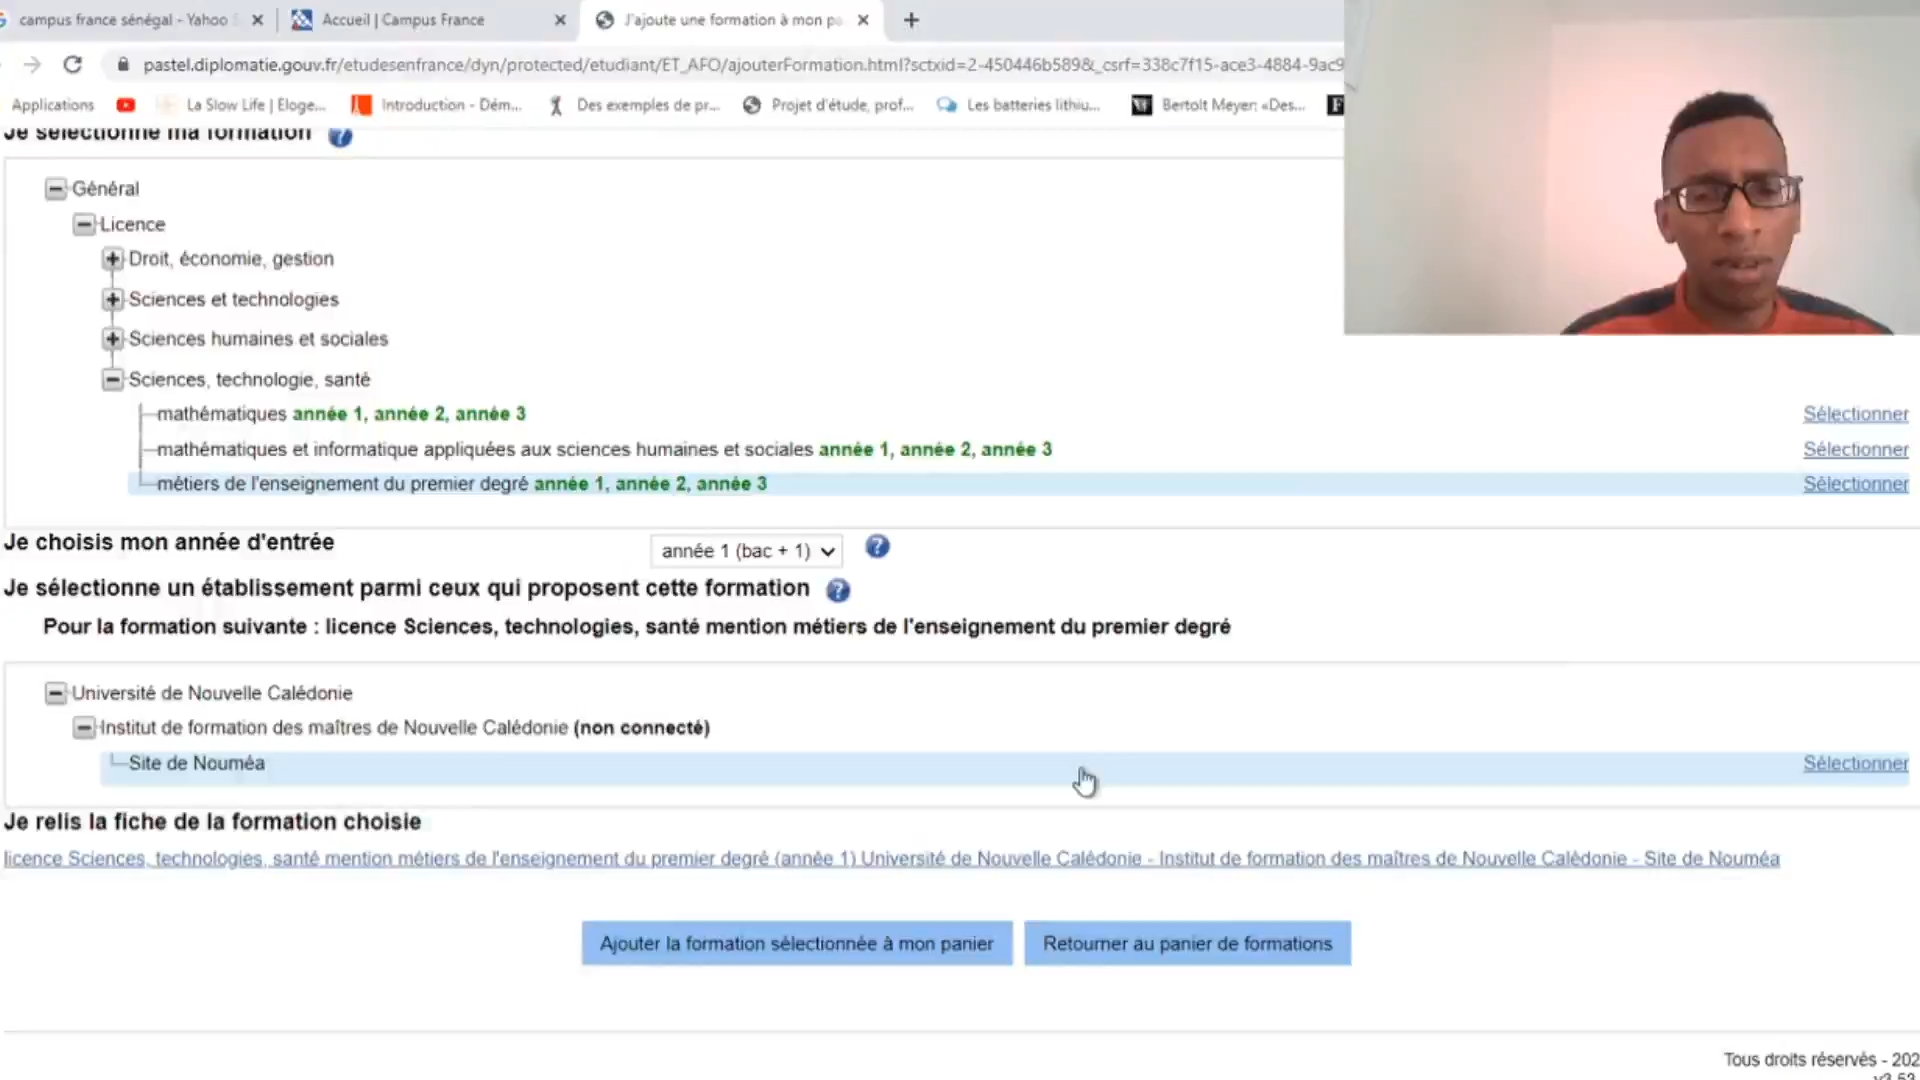 campus france sénégal - Yahoo
Accueil | Campus France
J'ajoute une formation à mon pa
pastel.diplomatie.gouv.fr/etudesenfrance/dyn/protected/etudiant/ET_AFO/ajouterFormation.html?sctxid=2-450446b589&_csrf=338c7f15-ace3-4884-9ac9
Applications
La Slow Life | Eloge...
Introduction - Dém...
Des exemples de pr...
Projet d'étude, prof...
Les batteries lithiu...
Bertolt Meyer: «Des...
Je sélectionne ma formation ?
Général
Licence
Droit, économie, gestion
Sciences et technologies
Sciences humaines et sociales
Sciences, technologie, santé
mathématiques année 1, année 2, année 3 Sélectionner
mathématiques et informatique appliquées aux sciences humaines et sociales année 1, année 2, année 3 Sélectionner
métiers de l'enseignement du premier degré année 1, année 2, année 3 Sélectionner
Je choisis mon année d'entrée année 1 (bac + 1) ?
Je sélectionne un établissement parmi ceux qui proposent cette formation ?
Pour la formation suivante : licence Sciences, technologies, santé mention métiers de l'enseignement du premier degré
Université de Nouvelle Calédonie
Institut de formation des maîtres de Nouvelle Calédonie (non connecté)
Site de Nouméa Sélectionner
Je relis la fiche de la formation choisie
licence Sciences, technologies, santé mention métiers de l'enseignement du premier degré (année 1) Université de Nouvelle Calédonie - Institut de formation des maîtres de Nouvelle Calédonie - Site de Nouméa
Ajouter la formation sélectionnée à mon panier
Retourner au panier de formations
Tous droits réservés - 202